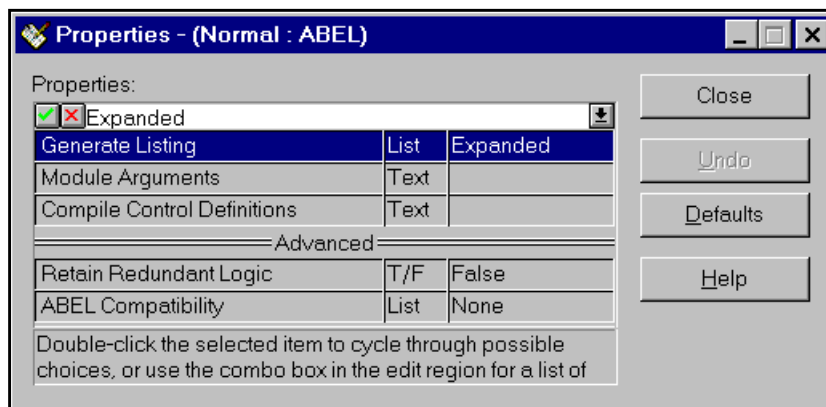 Properties - (Normal : ABEL)
Properties:
Expanded
Generate Listing List Expanded
Module Arguments Text
Compile Control Definitions Text
Advanced
Retain Redundant Logic T/F False
ABEL Compatibility List None
Double-click the selected item to cycle through possible
choices, or use the combo box in the edit region for a list of
Close
Undo
Defaults
Help